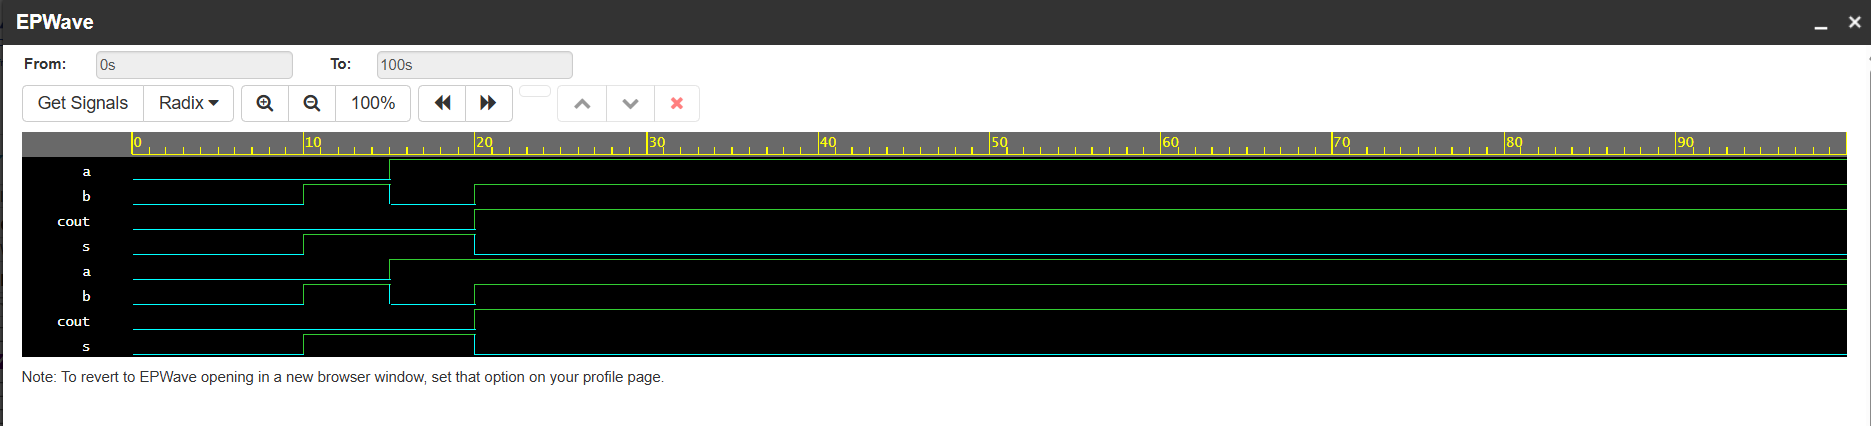 EPWave
From: 0s To: 100s
Get Signals Radix 100%
0 10 20 30 40 50 60 70 80 90
a
b
cout
s
a
b
cout
s
Note: To revert to EPWave opening in a new browser window, set that option on your profile page.